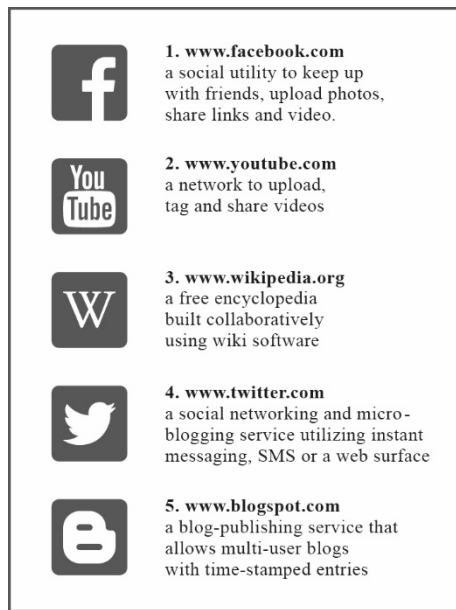 f
1. www.facebook.com
a social utility to keep up
with friends, upload photos,
share links and video.
You
Tube
2. www.youtube.com
a network to upload,
tag and share videos
W
3. www.wikipedia.org
a free encyclopedia
built collaboratively
using wiki software
4. www.twitter.com
a social networking and micro-
blogging service utilizing instant
messaging, SMS or a web surface
B
5. www.blogspot.com
a blog-publishing service that
allows multi-user blogs
with time-stamped entries